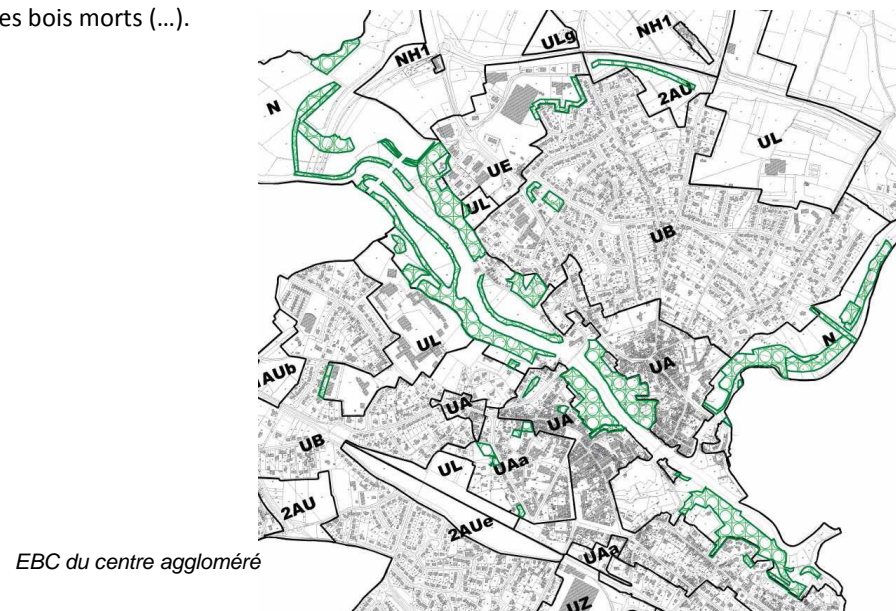 es bois morts (…).
ULg
NH1
NH1
N
2AU
UL
UE
UL
UB
UL
N
UA
AUb
UA
UA
UB
UL
UAa
2AU
2AUe
EBC du centre aggloméré
UAa
UZ